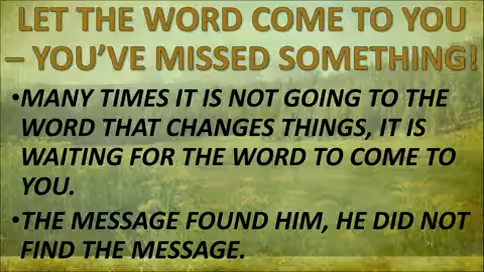 LET THE WORD COME TO YOU
– YOU'VE MISSED SOMETHING!
•MANY TIMES IT IS NOT GOING TO THE
WORD THAT CHANGES THINGS, IT IS
WAITING FOR THE WORD TO COME TO
YOU.
•THE MESSAGE FOUND HIM, HE DID NOT
FIND THE MESSAGE.